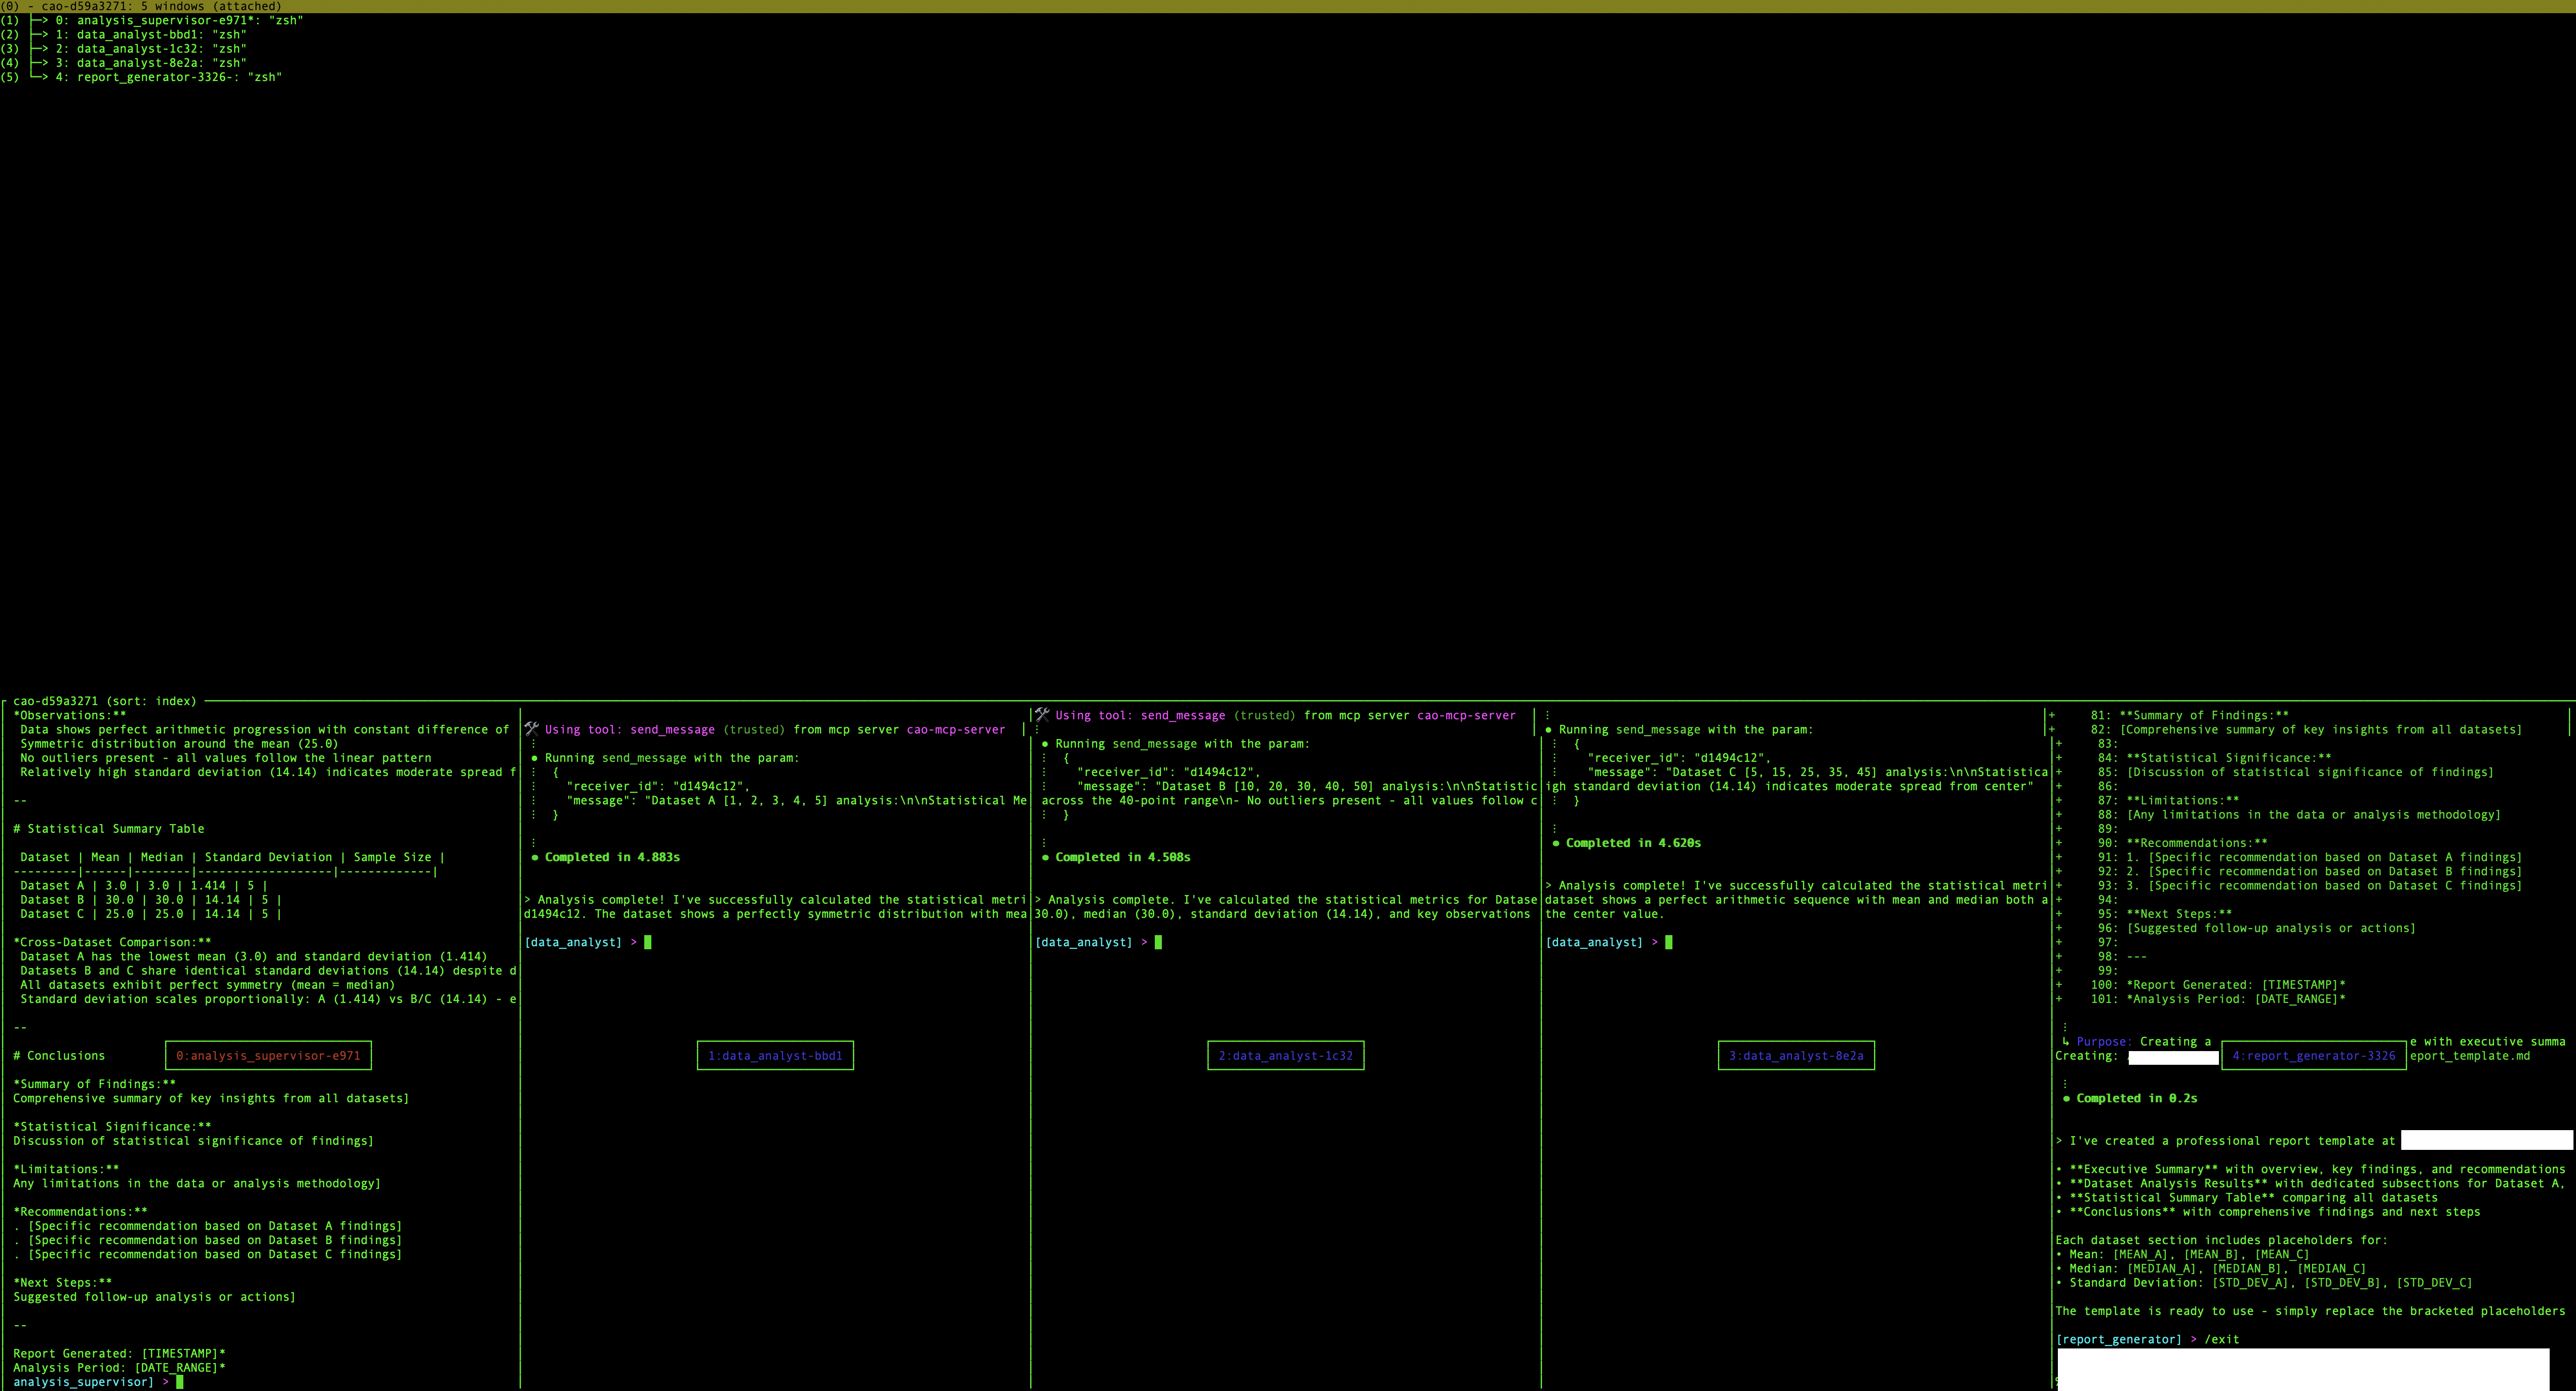 (0) - cao-d59a3271: 5 windows (attached)
(1) ├─> 0: analysis_supervisor-e971*: "zsh"
(2) ├─> 1: data_analyst-bbd1: "zsh"
(3) ├─> 2: data_analyst-1c32: "zsh"
(4) ├─> 3: data_analyst-8e2a: "zsh"
(5) └─> 4: report_generator-3326-: "zsh"
cao-d59a3271 (sort: index)
*Observations:**
Data shows perfect arithmetic progression with constant difference of
Symmetric distribution around the mean (25.0)
No outliers present - all values follow the linear pattern
Relatively high standard deviation (14.14) indicates moderate spread f
--
# Statistical Summary Table
Dataset | Mean | Median | Standard Deviation | Sample Size |
---------|------|--------|-------------------|-------------|
Dataset A | 3.0 | 3.0 | 1.414 | 5 |
Dataset B | 30.0 | 30.0 | 14.14 | 5 |
Dataset C | 25.0 | 25.0 | 14.14 | 5 |
*Cross-Dataset Comparison:**
Dataset A has the lowest mean (3.0) and standard deviation (1.414)
Datasets B and C share identical standard deviations (14.14) despite d
All datasets exhibit perfect symmetry (mean = median)
Standard deviation scales proportionally: A (1.414) vs B/C (14.14) - e
--
# Conclusions
0:analysis_supervisor-e971
*Summary of Findings:**
Comprehensive summary of key insights from all datasets]
*Statistical Significance:**
Discussion of statistical significance of findings]
*Limitations:**
Any limitations in the data or analysis methodology]
*Recommendations:**
. [Specific recommendation based on Dataset A findings]
. [Specific recommendation based on Dataset B findings]
. [Specific recommendation based on Dataset C findings]
*Next Steps:**
Suggested follow-up analysis or actions]
--
Report Generated: [TIMESTAMP]*
Analysis Period: [DATE_RANGE]*
analysis_supervisor] >
🛠️ Using tool: send_message (trusted) from mcp server cao-mcp-server
⋮
● Running send_message with the param:
⋮ {
⋮ "receiver_id": "d1494c12",
⋮ "message": "Dataset A [1, 2, 3, 4, 5] analysis:\n\nStatistical Me
⋮ }
⋮
● Completed in 4.883s
> Analysis complete! I've successfully calculated the statistical metri
d1494c12. The dataset shows a perfectly symmetric distribution with mea
[data_analyst] >
1:data_analyst-bbd1
🛠️ Using tool: send_message (trusted) from mcp server cao-mcp-server
⋮
● Running send_message with the param:
⋮ {
⋮ "receiver_id": "d1494c12",
⋮ "message": "Dataset B [10, 20, 30, 40, 50] analysis:\n\nStatistic
across the 40-point range\n- No outliers present - all values follow c
⋮ }
⋮
● Completed in 4.508s
> Analysis complete. I've calculated the statistical metrics for Datase
30.0), median (30.0), standard deviation (14.14), and key observations
[data_analyst] >
2:data_analyst-1c32
⋮
● Running send_message with the param:
⋮ {
⋮ "receiver_id": "d1494c12",
⋮ "message": "Dataset C [5, 15, 25, 35, 45] analysis:\n\nStatistica
igh standard deviation (14.14) indicates moderate spread from center"
⋮ }
⋮
● Completed in 4.620s
> Analysis complete! I've successfully calculated the statistical metri
dataset shows a perfect arithmetic sequence with mean and median both a
the center value.
[data_analyst] >
3:data_analyst-8e2a
+ 81: **Summary of Findings:**
+ 82: [Comprehensive summary of key insights from all datasets]
+ 83:
+ 84: **Statistical Significance:**
+ 85: [Discussion of statistical significance of findings]
+ 86:
+ 87: **Limitations:**
+ 88: [Any limitations in the data or analysis methodology]
+ 89:
+ 90: **Recommendations:**
+ 91: 1. [Specific recommendation based on Dataset A findings]
+ 92: 2. [Specific recommendation based on Dataset B findings]
+ 93: 3. [Specific recommendation based on Dataset C findings]
+ 94:
+ 95: **Next Steps:**
+ 96: [Suggested follow-up analysis or actions]
+ 97:
+ 98: ---
+ 99:
+ 100: *Report Generated: [TIMESTAMP]*
+ 101: *Analysis Period: [DATE_RANGE]*
⋮
↳ Purpose: Creating a e with executive summa
Creating: eport_template.md
4:report_generator-3326
⋮
● Completed in 0.2s
> I've created a professional report template at
• **Executive Summary** with overview, key findings, and recommendations
• **Dataset Analysis Results** with dedicated subsections for Dataset A,
• **Statistical Summary Table** comparing all datasets
• **Conclusions** with comprehensive findings and next steps
Each dataset section includes placeholders for:
• Mean: [MEAN_A], [MEAN_B], [MEAN_C]
• Median: [MEDIAN_A], [MEDIAN_B], [MEDIAN_C]
• Standard Deviation: [STD_DEV_A], [STD_DEV_B], [STD_DEV_C]
The template is ready to use - simply replace the bracketed placeholders
[report_generator] > /exit